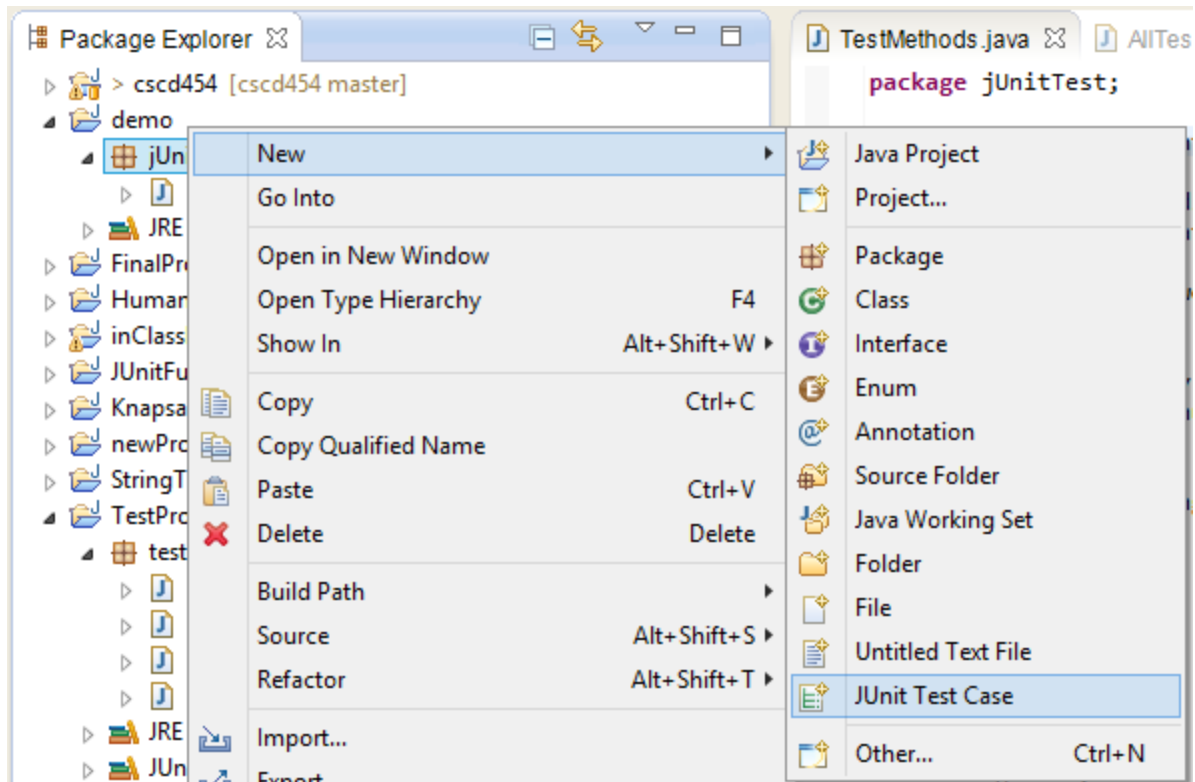 Package Explorer
TestMethods.java
> cscd454 [cscd454 master]
package jUnitTest;
demo
JRE
FinalPr
Human
inClass
JUnitFu
Knapsa
newPro
StringT
TestPro
test
JRE
JUn
New
Go Into
Open in New Window
Open Type Hierarchy F4
Show In Alt+Shift+W
Copy Ctrl+C
Copy Qualified Name
Paste Ctrl+V
Delete Delete
Build Path
Source Alt+Shift+S
Refactor Alt+Shift+T
Import...
Java Project
Project...
Package
Class
Interface
Enum
Annotation
Source Folder
Java Working Set
Folder
File
Untitled Text File
JUnit Test Case
Other... Ctrl+N